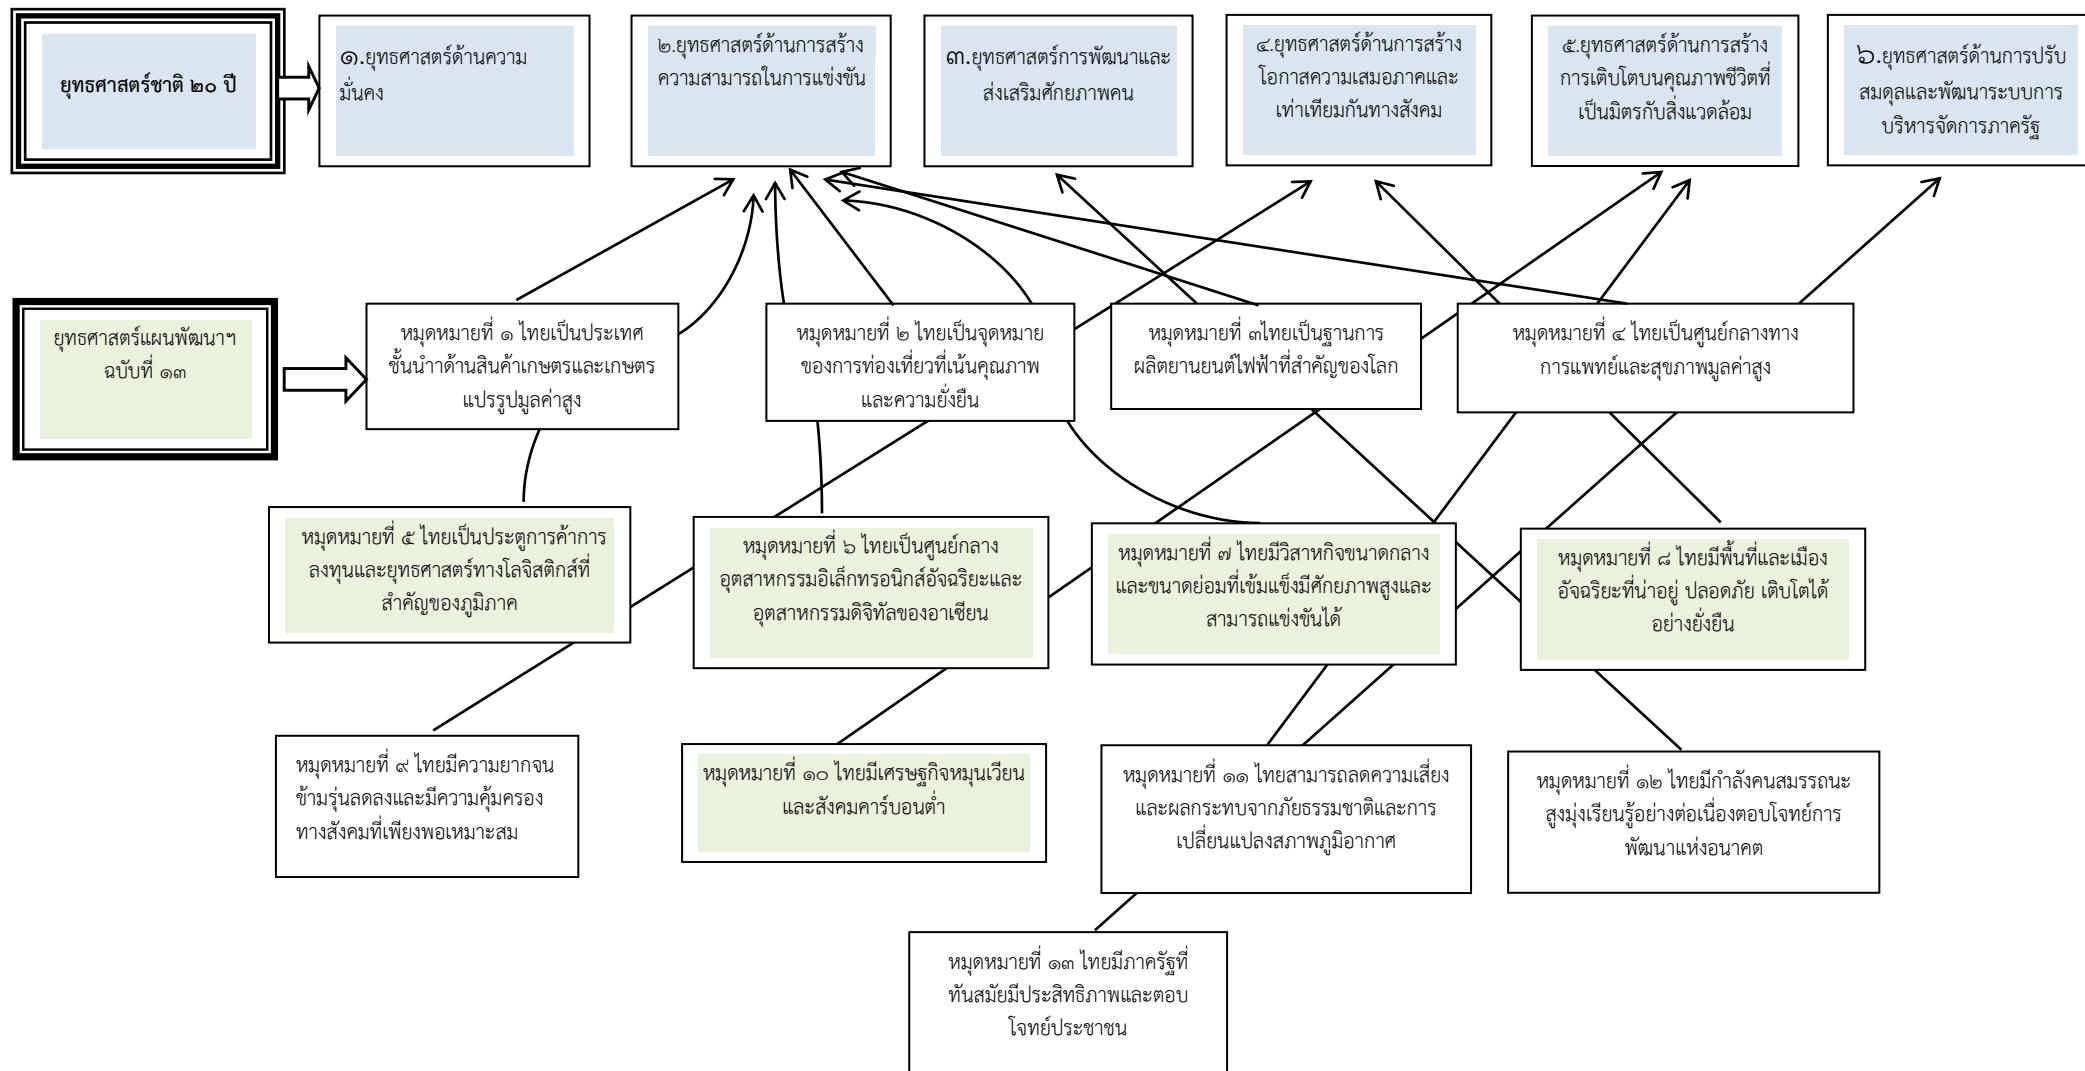 ยุทธศาสตร์ชาติ ๒๐ ปี
๑.ยุทธศาสตร์ด้านความ
มั่นคง
๒.ยุทธศาสตร์ด้านการสร้าง
ความสามารถในการแข่งขัน
๓.ยุทธศาสตร์การพัฒนาและ
ส่งเสริมศักยภาพคน
๔.ยุทธศาสตร์ด้านการสร้าง
โอกาสความเสมอภาคและ
เท่าเทียมกันทางสังคม
๕.ยุทธศาสตร์ด้านการสร้าง
การเติบโตบนคุณภาพชีวิตที่
เป็นมิตรกับสิ่งแวดล้อม
๖.ยุทธศาสตร์ด้านการปรับ
สมดุลและพัฒนาระบบการ
บริหารจัดการภาครัฐ
ยุทธศาสตร์แผนพัฒนาฯ
ฉบับที่ ๑๓
หมุดหมายที่ ๑ ไทยเป็นประเทศ
ชั้นนำาด้านสินค้าเกษตรและเกษตร
แปรรูปมูลค่าสูง
หมุดหมายที่ ๒ ไทยเป็นจุดหมาย
ของการท่องเที่ยวที่เน้นคุณภาพ
และความยั่งยืน
หมุดหมายที่ ๓ไทยเป็นฐานการ
ผลิตยานยนต์ไฟฟ้าที่สำคัญของโลก
หมุดหมายที่ ๔ ไทยเป็นศูนย์กลางทาง
การแพทย์และสุขภาพมูลค่าสูง
หมุดหมายที่ ๕ ไทยเป็นประตูการค้าการ
ลงทุนและยุทธศาสตร์ทางโลจิสติกส์ที่
สำคัญของภูมิภาค
หมุดหมายที่ ๖ ไทยเป็นศูนย์กลาง
อุตสาหกรรมอิเล็กทรอนิกส์อัจฉริยะและ
อุตสาหกรรมดิจิทัลของอาเซียน
หมุดหมายที่ ๗ ไทยมีวิสาหกิจขนาดกลาง
และขนาดย่อมที่เข้มแข็งมีศักยภาพสูงและ
สามารถแข่งขันได้
หมุดหมายที่ ๘ ไทยมีพื้นที่และเมือง
อัจฉริยะที่น่าอยู่ ปลอดภัย เติบโตได้
อย่างยั่งยืน
หมุดหมายที่ ๙ ไทยมีความยากจน
ข้ามรุ่นลดลงและมีความคุ้มครอง
ทางสังคมที่เพียงพอเหมาะสม
หมุดหมายที่ ๑๐ ไทยมีเศรษฐกิจหมุนเวียน
และสังคมคาร์บอนต่ำ
หมุดหมายที่ ๑๑ ไทยสามารถลดความเสี่ยง
และผลกระทบจากภัยธรรมชาติและการ
เปลี่ยนแปลงสภาพภูมิอากาศ
หมุดหมายที่ ๑๒ ไทยมีกำลังคนสมรรถนะ
สูงมุ่งเรียนรู้อย่างต่อเนื่องตอบโจทย์การ
พัฒนาแห่งอนาคต
หมุดหมายที่ ๑๓ ไทยมีภาครัฐที่
ทันสมัยมีประสิทธิภาพและตอบ
โจทย์ประชาชน